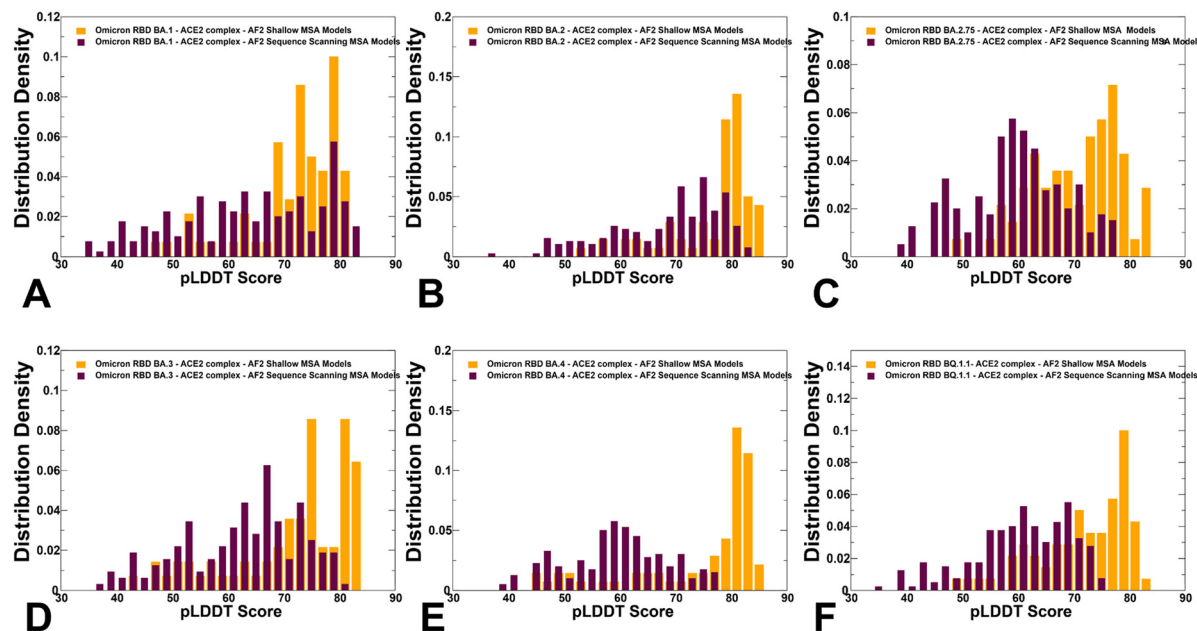 0.12
0.1
0.08
0.06
0.04
0.02
0
Distribution Density
Omicron RBD BA.1 - ACE2 complex - AF2 Shallow MSA Models
Omicron RBD BA.1 - ACE2 complex - AF2 Sequence Scanning MSA Models
30 40 50 60 70 80 90
pLDDT Score
A
0.2
0.15
0.1
0.05
0
Distribution Density
Omicron RBD BA.2 - ACE2 complex - AF2 Shallow MSA Models
Omicron RBD BA.2 - ACE2 complex - AF2 Sequence Scanning MSA Models
30 40 50 60 70 80 90
pLDDT Score
B
0.1
0.08
0.06
0.04
0.02
0
Distribution Density
Omicron RBD BA.2.75 - ACE2 complex - AF2 Shallow MSA Models
Omicron RBD BA.2.75 - ACE2 complex - AF2 Sequence Scanning MSA Models
30 40 50 60 70 80 90
pLDDT Score
C
0.12
0.1
0.08
0.06
0.04
0.02
0
Distribution Density
Omicron RBD BA.3 - ACE2 complex - AF2 Shallow MSA Models
Omicron RBD BA.3 - ACE2 complex - AF2 Sequence Scanning MSA Models
30 40 50 60 70 80 90
pLDDT Score
D
0.2
0.15
0.1
0.05
0
Distribution Density
Omicron RBD BA.4 - ACE2 complex - AF2 Shallow MSA Models
Omicron RBD BA.4 - ACE2 complex - AF2 Sequence Scanning MSA Models
30 40 50 60 70 80 90
pLDDT Score
E
0.14
0.12
0.1
0.08
0.06
0.04
0.02
0
Distribution Density
Omicron RBD BQ.1.1- ACE2 complex - AF2 Shallow MSA Models
Omicron RBD BQ.1.1- ACE2 complex - AF2 Sequence Scanning MSA Models
30 40 50 60 70 80 90
pLDDT Score
F